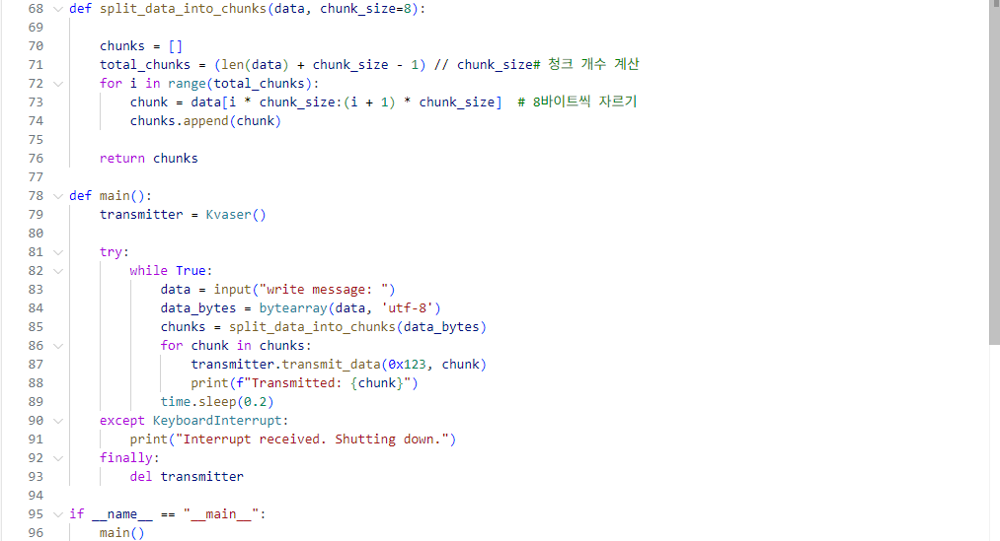 68 def split_data_into_chunks(data, chunk_size=8):
69
70     chunks = []
71     total_chunks = (len(data) + chunk_size - 1) // chunk_size# 청크 개수 계산
72     for i in range(total_chunks):
73         chunk = data[i * chunk_size:(i + 1) * chunk_size]  # 8바이트씩 자르기
74         chunks.append(chunk)
75
76     return chunks
77
78 def main():
79     transmitter = Kvaser()
80
81     try:
82         while True:
83             data = input("write message: ")
84             data_bytes = bytearray(data, 'utf-8')
85             chunks = split_data_into_chunks(data_bytes)
86             for chunk in chunks:
87                 transmitter.transmit_data(0x123, chunk)
88                 print(f"Transmitted: {chunk}")
89             time.sleep(0.2)
90     except KeyboardInterrupt:
91         print("Interrupt received. Shutting down.")
92     finally:
93         del transmitter
94
95 if __name__ == "__main__":
96     main()